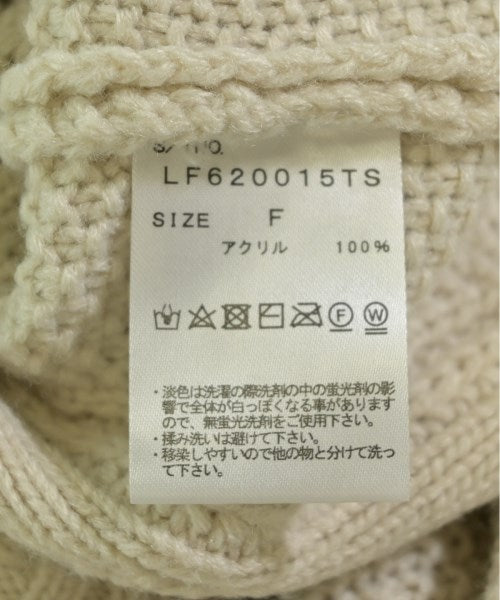 LF620015TS
SIZE F
アクリル 100%
F W
・淡色は洗濯の際洗剤の中の蛍光剤の影
響で全体が白っぽくなる事があります
ので、無蛍光洗剤をご使用下さい。
・揉み洗いは避けて下さい。
・移染しやすいので他の物と分けて洗っ
て下さい。